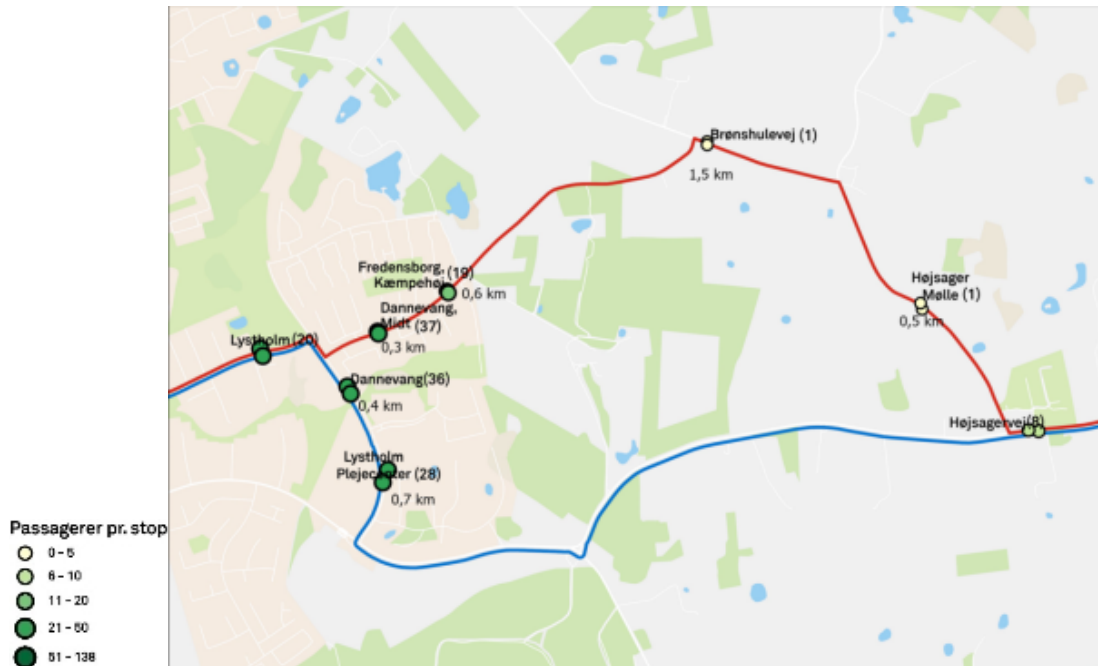 Brønshulevej (1)
1,5 km
Fredensborg,
Kæmpehøj (19)
0,6 km
Højsager
Mølle (1)
0,5 km
Dannevang,
Midt (37)
0,3 km
Lystholm (20)
Dannevang(36)
0,4 km
Højsagervej(8)
Lystholm
Plejecenter (28)
0,7 km
Passagerer pr. stop
0 - 5
6 - 10
11 - 20
21 - 50
51 - 138